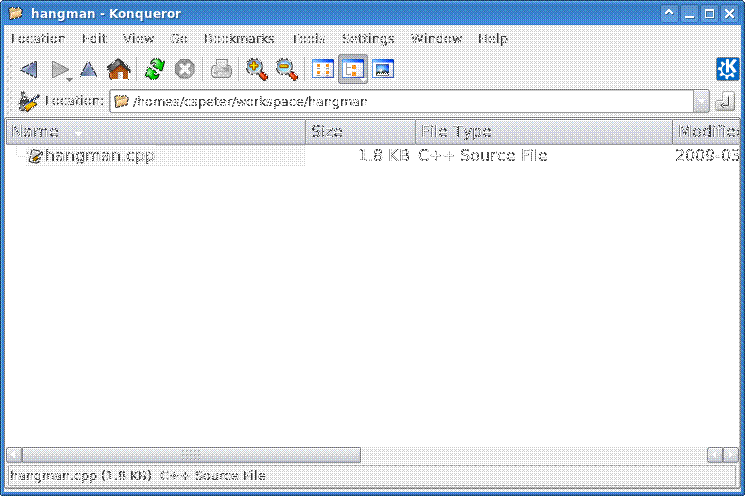 hangman - Konqueror
Location Edit View Go Bookmarks Tools Settings Window Help
Location: /homes/cspeter/workspace/hangman
Name Size File Type Modified
hangman.cpp 1.8 KB C++ Source File 2009-03
hangman.cpp (1.8 KB) C++ Source File